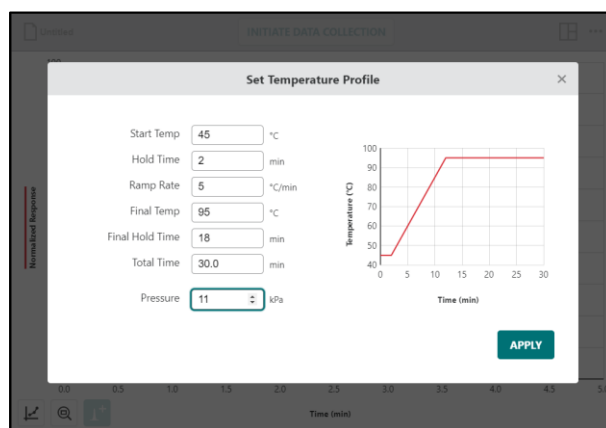 Untitled
INITIATE DATA COLLECTION
Set Temperature Profile
Start Temp 45 °C
Hold Time 2 min
Ramp Rate 5 °C/min
Final Temp 95 °C
Final Hold Time 18 min
Total Time 30.0 min
Pressure 11 kPa
Temperature (°C)
100
90
80
70
60
50
40
0 5 10 15 20 25 30
Time (min)
APPLY
Normalized Response
100
0.0 0.5 1.0 1.5 2.0 2.5 3.0 3.5 4.0 4.5 5.0
Time (min)